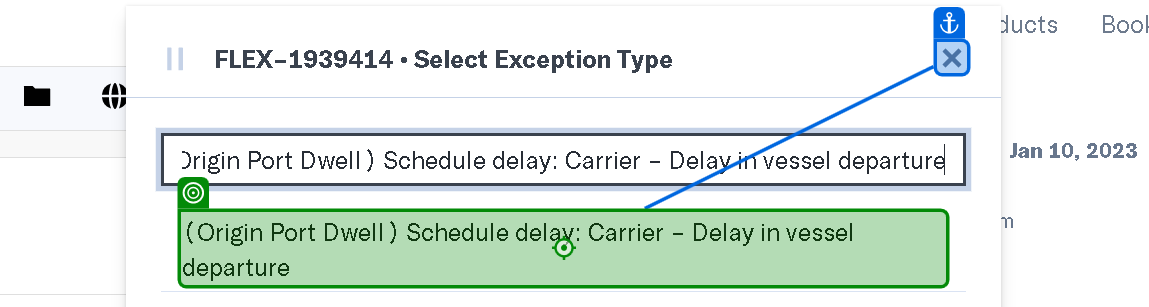 ducts Book
FLEX-1939414 • Select Exception Type
Origin Port Dwell) Schedule delay: Carrier - Delay in vessel departure
Jan 10, 2023
m
(Origin Port Dwell) Schedule delay: Carrier - Delay in vessel
departure